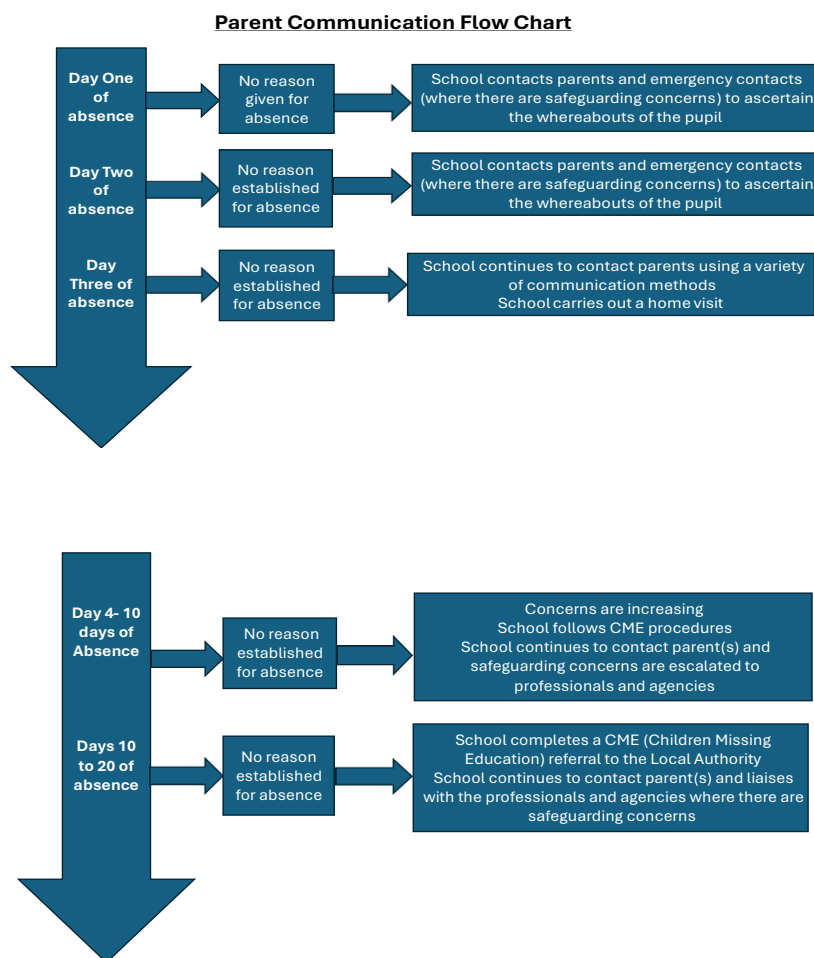 Parent Communication Flow Chart
Day One
of
absence
No reason
given for
absence
School contacts parents and emergency contacts
(where there are safeguarding concerns) to ascertain
the whereabouts of the pupil
Day Two
of
absence
No reason
established
for absence
School contacts parents and emergency contacts
(where there are safeguarding concerns) to ascertain
the whereabouts of the pupil
Day
Three of
absence
No reason
established
for absence
School continues to contact parents using a variety
of communication methods
School carries out a home visit
Day 4- 10
days of
Absence
No reason
established
for absence
Concerns are increasing
School follows CME procedures
School continues to contact parent(s) and
safeguarding concerns are escalated to
professionals and agencies
Days 10
to 20 of
absence
No reason
established
for absence
School completes a CME (Children Missing
Education) referral to the Local Authority
School continues to contact parent(s) and liaises
with the professionals and agencies where there are
safeguarding concerns